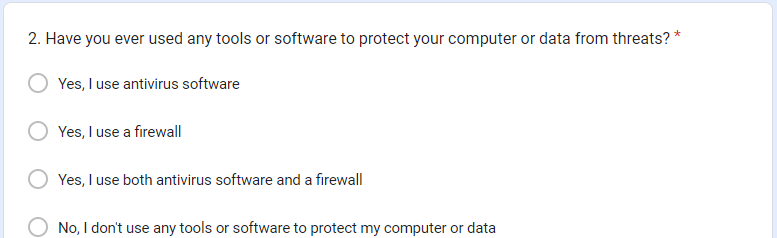 2. Have you ever used any tools or software to protect your computer or data from threats? *
Yes, I use antivirus software
Yes, I use a firewall
Yes, I use both antivirus software and a firewall
No, I don't use any tools or software to protect my computer or data